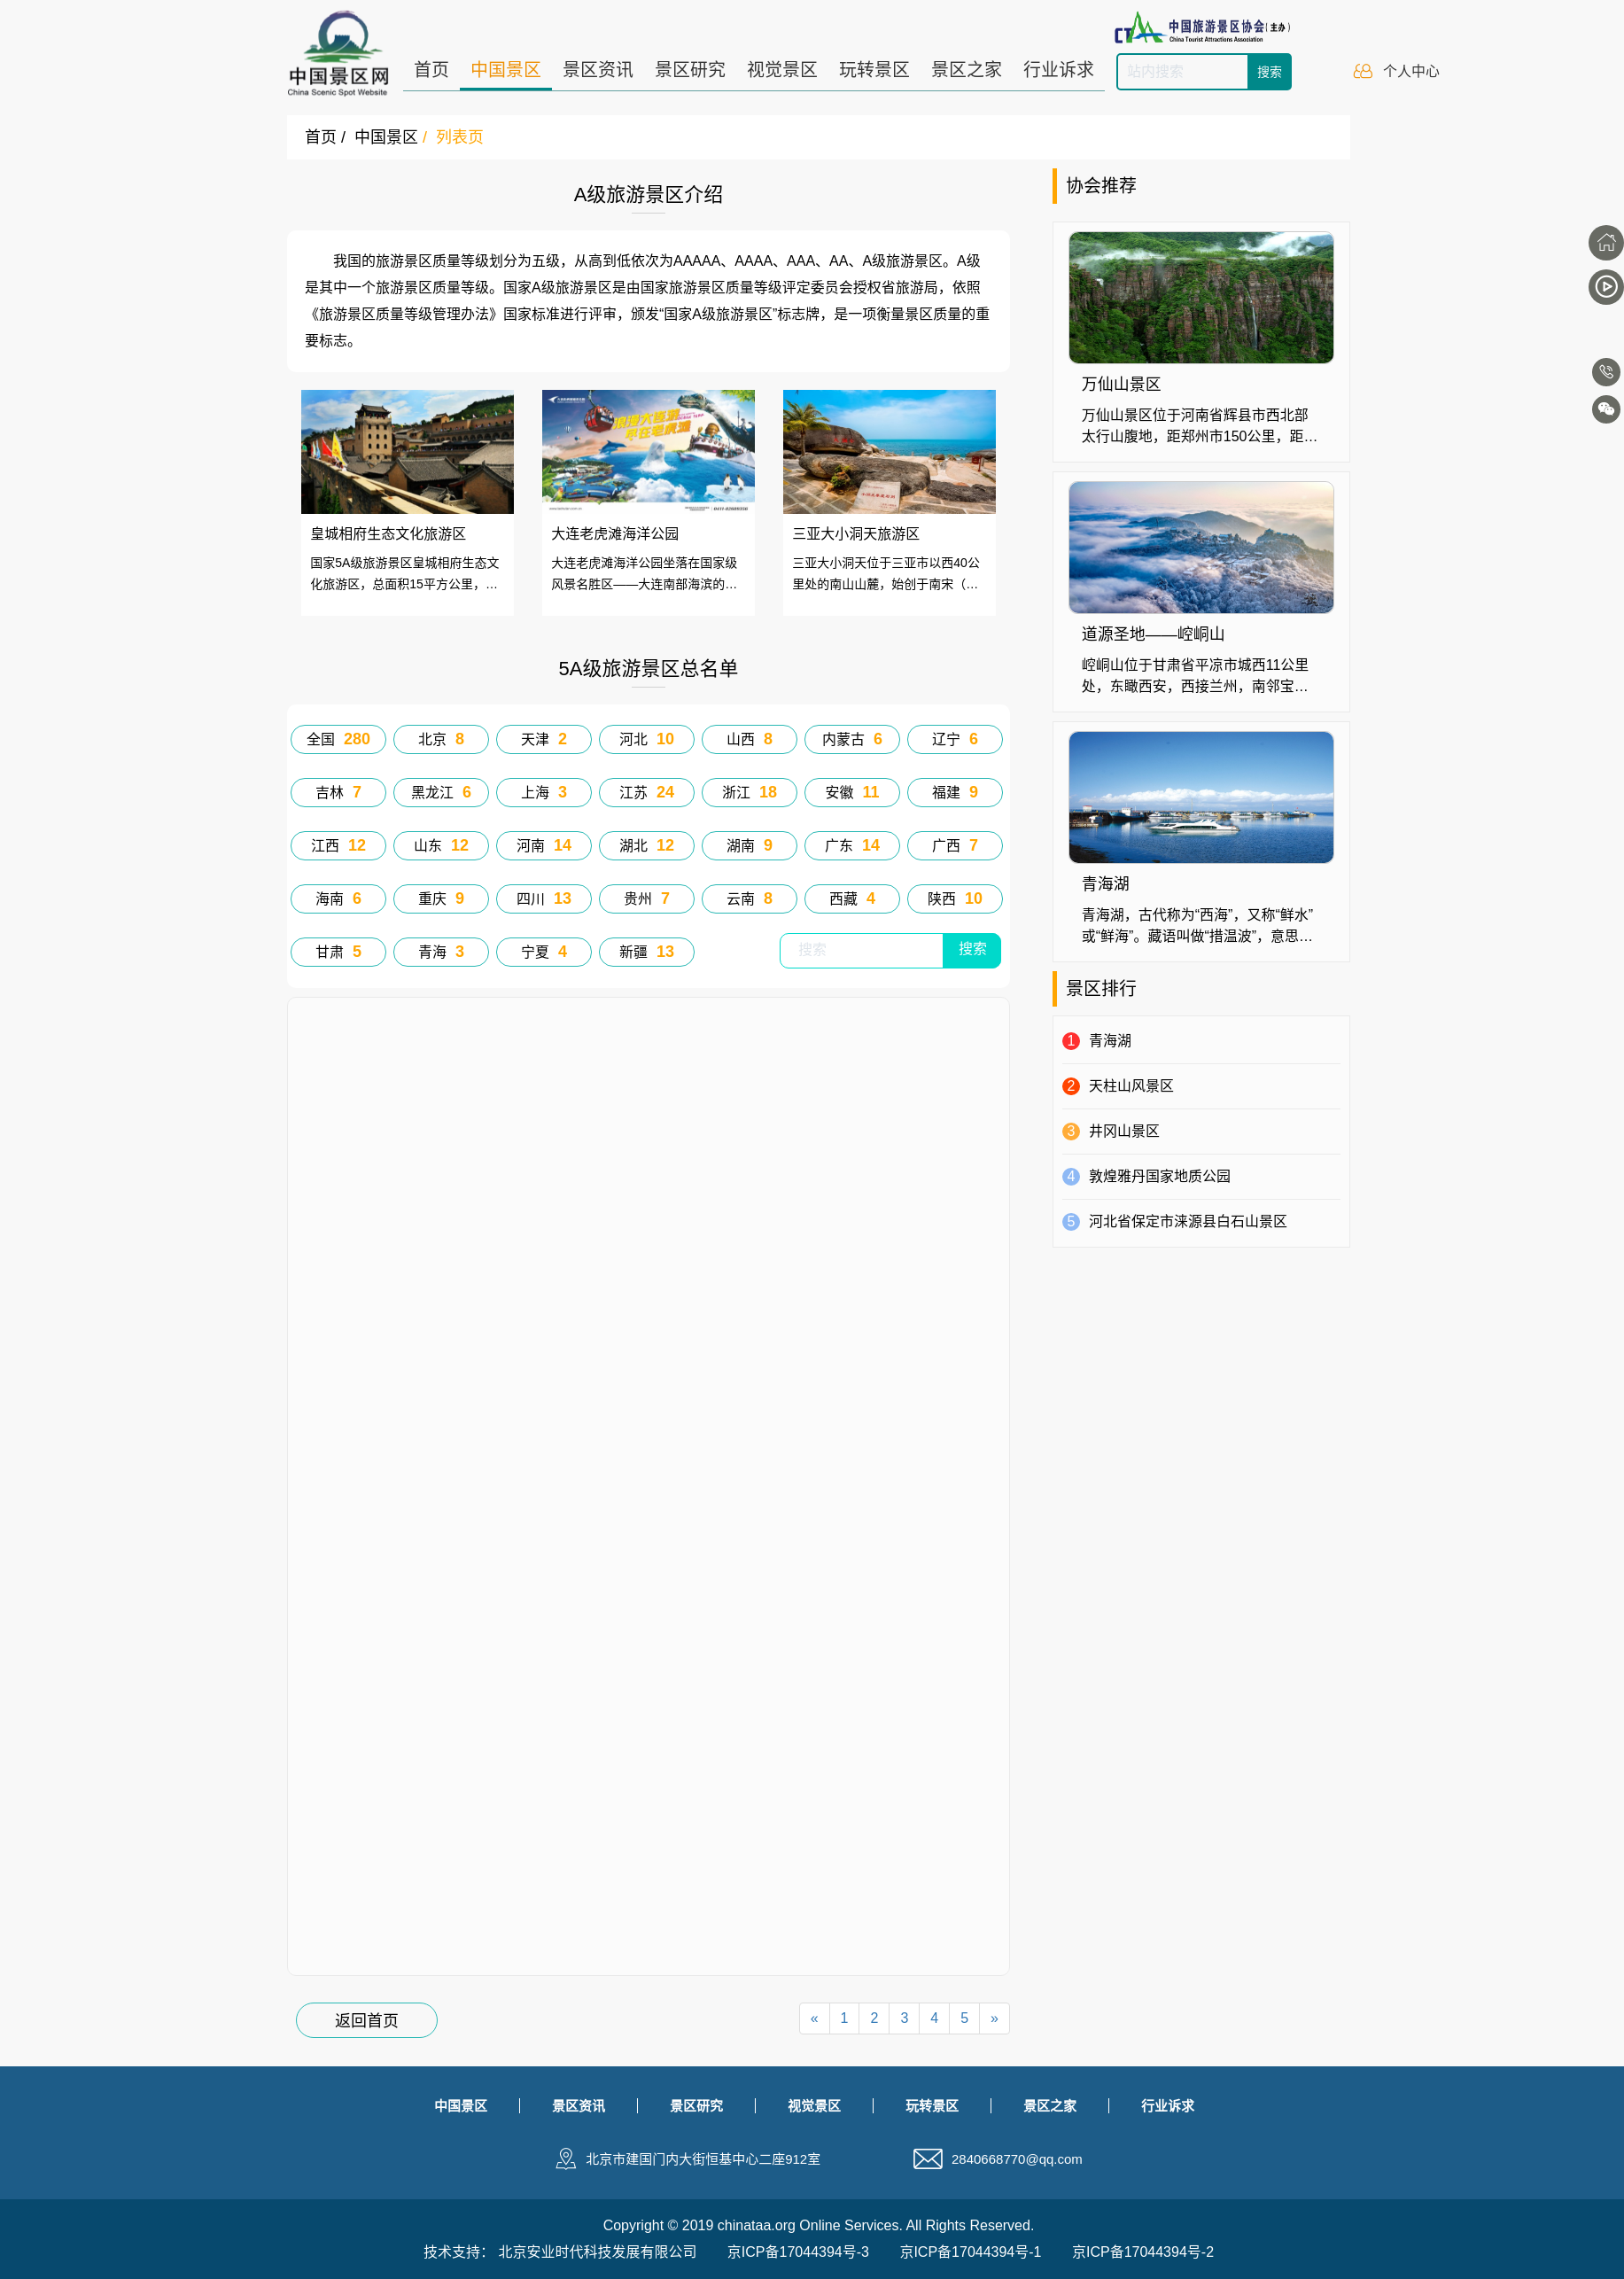 中国景区网
China Scenic Spot Website
首页 中国景区 景区资讯 景区研究 视觉景区 玩转景区 景区之家 行业诉求
CTAA 中国旅游景区协会(主办)
China Tourist Attractions Association
站内搜索 搜索
个人中心
首页 / 中国景区 / 列表页
A级旅游景区介绍
我国的旅游景区质量等级划分为五级，从高到低依次为AAAAA、AAAA、AAA、AA、A级旅游景区。A级
是其中一个旅游景区质量等级。国家A级旅游景区是由国家旅游景区质量等级评定委员会授权省旅游局，依照
《旅游景区质量等级管理办法》国家标准进行评审，颁发“国家A级旅游景区”标志牌，是一项衡量景区质量的重
要标志。
皇城相府生态文化旅游区
国家5A级旅游景区皇城相府生态文
化旅游区，总面积15平方公里，…
浪漫大连游
乐在老虎滩
大连老虎滩海洋公园
大连老虎滩海洋公园坐落在国家级
风景名胜区——大连南部海滨的…
三亚大小洞天旅游区
三亚大小洞天位于三亚市以西40公
里处的南山山麓，始创于南宋（…
5A级旅游景区总名单
全国 280 北京 8 天津 2 河北 10 山西 8 内蒙古 6 辽宁 6
吉林 7 黑龙江 6 上海 3 江苏 24 浙江 18 安徽 11 福建 9
江西 12 山东 12 河南 14 湖北 12 湖南 9 广东 14 广西 7
海南 6 重庆 9 四川 13 贵州 7 云南 8 西藏 4 陕西 10
甘肃 5 青海 3 宁夏 4 新疆 13 搜索 搜索
返回首页
« 1 2 3 4 5 »
协会推荐
万仙山景区
万仙山景区位于河南省辉县市西北部
太行山腹地，距郑州市150公里，距…
道源圣地——崆峒山
崆峒山位于甘肃省平凉市城西11公里
处，东瞰西安，西接兰州，南邻宝…
青海湖
青海湖，古代称为“西海”，又称“鲜水”
或“鲜海”。藏语叫做“措温波”，意思…
景区排行
1 青海湖
2 天柱山风景区
3 井冈山景区
4 敦煌雅丹国家地质公园
5 河北省保定市涞源县白石山景区
中国景区 景区资讯 景区研究 视觉景区 玩转景区 景区之家 行业诉求
北京市建国门内大街恒基中心二座912室 2840668770@qq.com
Copyright © 2019 chinataa.org Online Services. All Rights Reserved.
技术支持： 北京安业时代科技发展有限公司 京ICP备17044394号-3 京ICP备17044394号-1 京ICP备17044394号-2